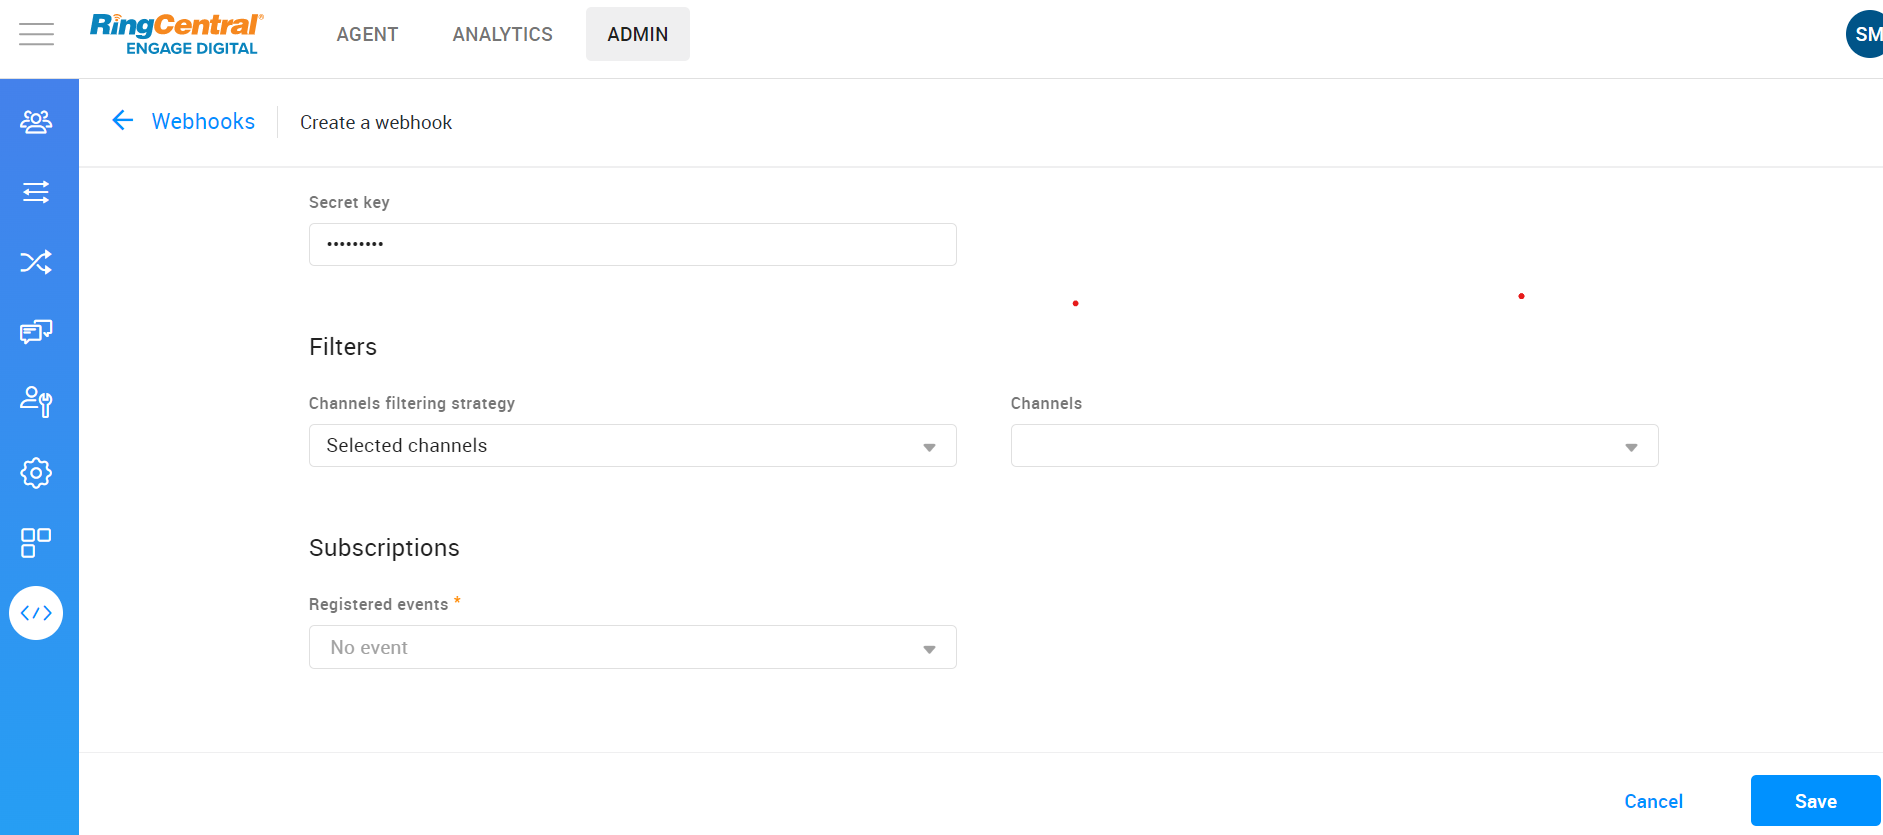 RingCentral®
ENGAGE DIGITAL
AGENT
ANALYTICS
ADMIN
SM
Webhooks
Create a webhook
Secret key
•••••••••
Filters
Channels filtering strategy
Channels
Selected channels
Subscriptions
Registered events *
No event
Cancel
Save